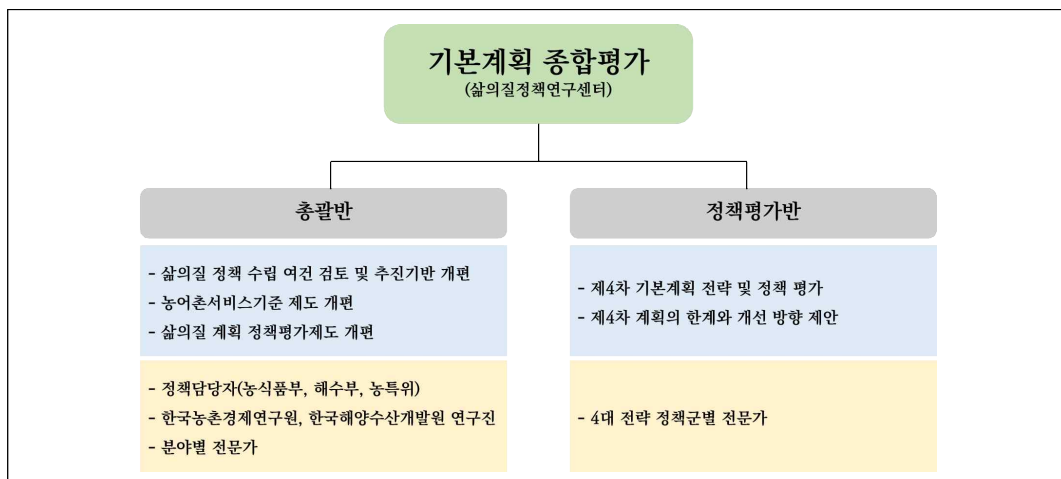 기본계획 종합평가
(삶의질정책연구센터)
총괄반
- 삶의질 정책 수립 여건 검토 및 추진기반 개편
- 농어촌서비스기준 제도 개편
- 삶의질 계획 정책평가제도 개편
- 정책담당자(농식품부, 해수부, 농특위)
- 한국농촌경제연구원, 한국해양수산개발원 연구진
- 분야별 전문가
정책평가반
- 제4차 기본계획 전략 및 정책 평가
- 제4차 계획의 한계와 개선 방향 제안
- 4대 전략 정책군별 전문가